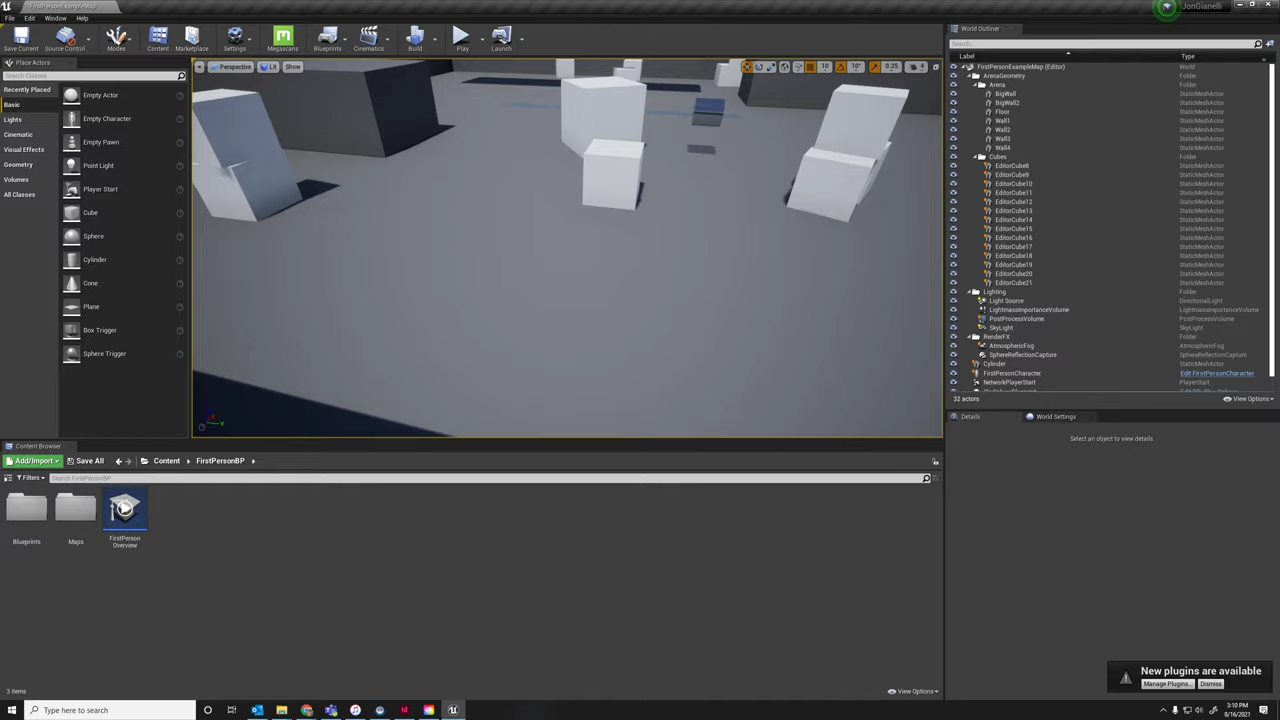 FirstPersonExampleMap
JonGianelli
File Edit Window Help
Save Current Source Control Modes Content Marketplace Settings Megascans Blueprints Cinematics Build Play Launch
Place Actors
Search Classes
Recently Placed
Basic
Lights
Cinematic
Visual Effects
Geometry
Volumes
All Classes
Empty Actor
Empty Character
Empty Pawn
Point Light
Player Start
Cube
Sphere
Cylinder
Cone
Plane
Box Trigger
Sphere Trigger
Perspective Lit Show
10 10° 0.25 4
World Outliner
Search...
Label Type
FirstPersonExampleMap (Editor) World
ArenaGeometry Folder
Arena Folder
BigWall StaticMeshActor
BigWall2 StaticMeshActor
Floor StaticMeshActor
Wall1 StaticMeshActor
Wall2 StaticMeshActor
Wall3 StaticMeshActor
Wall4 StaticMeshActor
Cubes Folder
EditorCube8 StaticMeshActor
EditorCube9 StaticMeshActor
EditorCube10 StaticMeshActor
EditorCube11 StaticMeshActor
EditorCube12 StaticMeshActor
EditorCube13 StaticMeshActor
EditorCube14 StaticMeshActor
EditorCube15 StaticMeshActor
EditorCube16 StaticMeshActor
EditorCube17 StaticMeshActor
EditorCube18 StaticMeshActor
EditorCube19 StaticMeshActor
EditorCube20 StaticMeshActor
EditorCube21 StaticMeshActor
Lighting Folder
Light Source DirectionalLight
LightmassImportanceVolume LightmassImportanceVolume
PostProcessVolume PostProcessVolume
SkyLight SkyLight
RenderFX Folder
AtmosphericFog AtmosphericFog
SphereReflectionCapture SphereReflectionCapture
Cylinder StaticMeshActor
FirstPersonCharacter Edit FirstPersonCharacter
NetworkPlayerStart PlayerStart
32 actors View Options
Details World Settings
Select an object to view details.
Content Browser
Add/Import Save All Content FirstPersonBP
Filters Search FirstPersonBP
Blueprints
Maps
FirstPerson
Overview
3 items View Options
New plugins are available
Manage Plugins... Dismiss
Type here to search
3:10 PM
8/16/2021